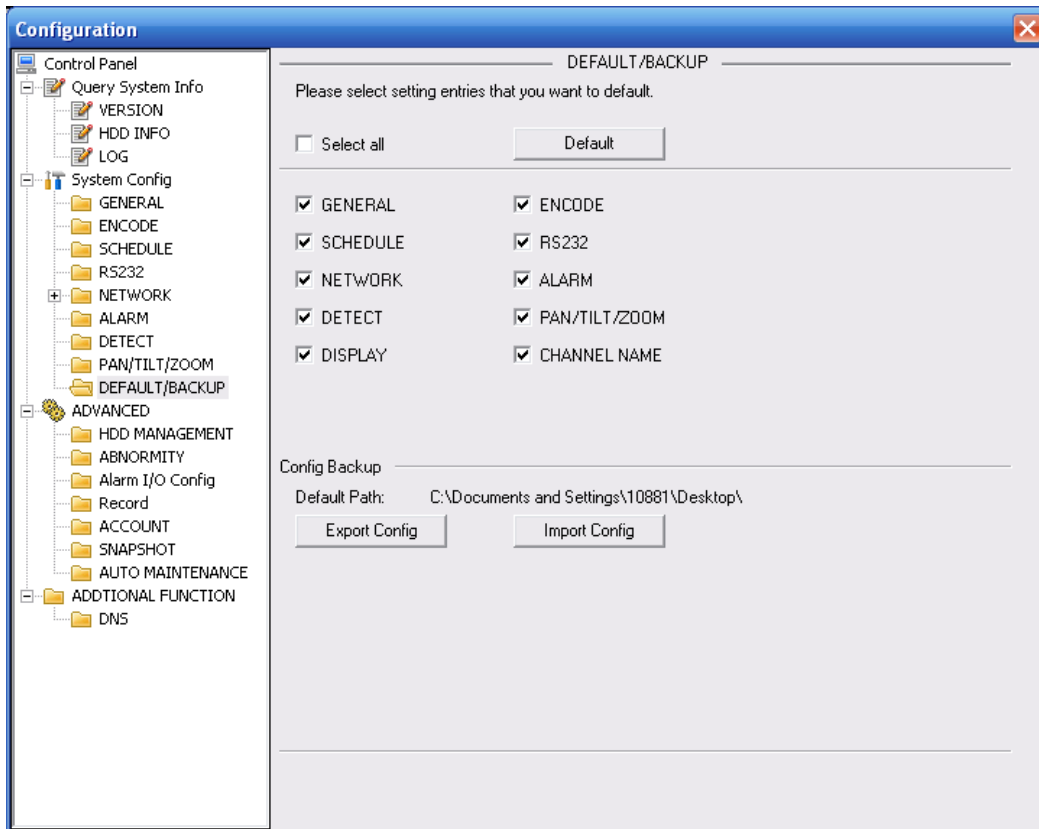 Configuration
Control Panel
Query System Info
VERSION
HDD INFO
LOG
System Config
GENERAL
ENCODE
SCHEDULE
RS232
NETWORK
ALARM
DETECT
PAN/TILT/ZOOM
DEFAULT/BACKUP
ADVANCED
HDD MANAGEMENT
ABNORMITY
Alarm I/O Config
Record
ACCOUNT
SNAPSHOT
AUTO MAINTENANCE
ADDTIONAL FUNCTION
DNS
DEFAULT/BACKUP
Please select setting entries that you want to default.
Select all Default
GENERAL ENCODE
SCHEDULE RS232
NETWORK ALARM
DETECT PAN/TILT/ZOOM
DISPLAY CHANNEL NAME
Config Backup
Default Path: C:\Documents and Settings\10881\Desktop\
Export Config Import Config